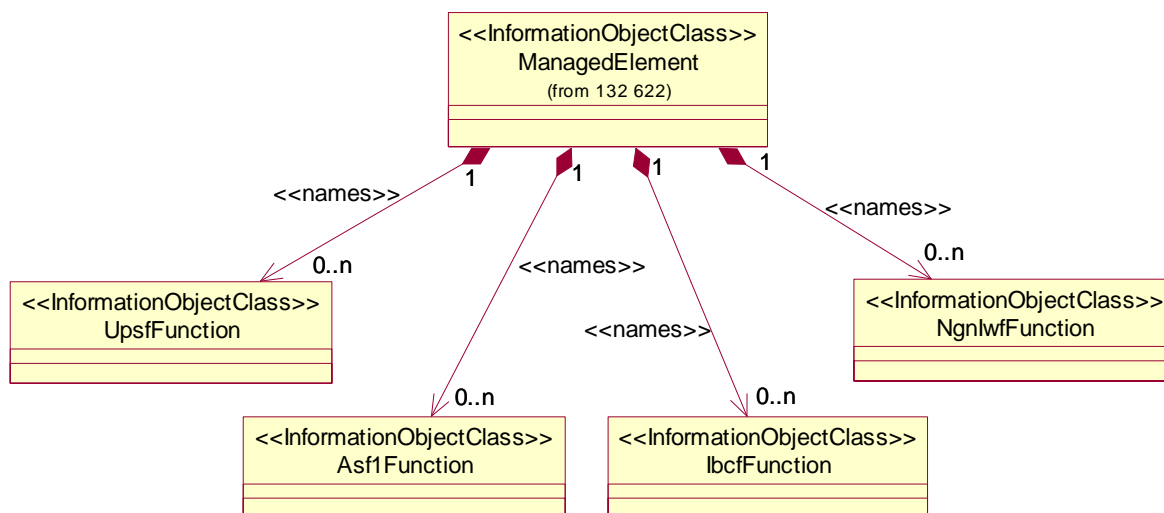 <<InformationObjectClass>>
ManagedElement
(from 132 622)
1
1
1
1
<<names>>
<<names>>
<<names>>
<<names>>
0..n
0..n
<<InformationObjectClass>>
UpsfFunction
<<InformationObjectClass>>
NgnIwfFunction
0..n
0..n
<<InformationObjectClass>>
Asf1Function
<<InformationObjectClass>>
IbcfFunction